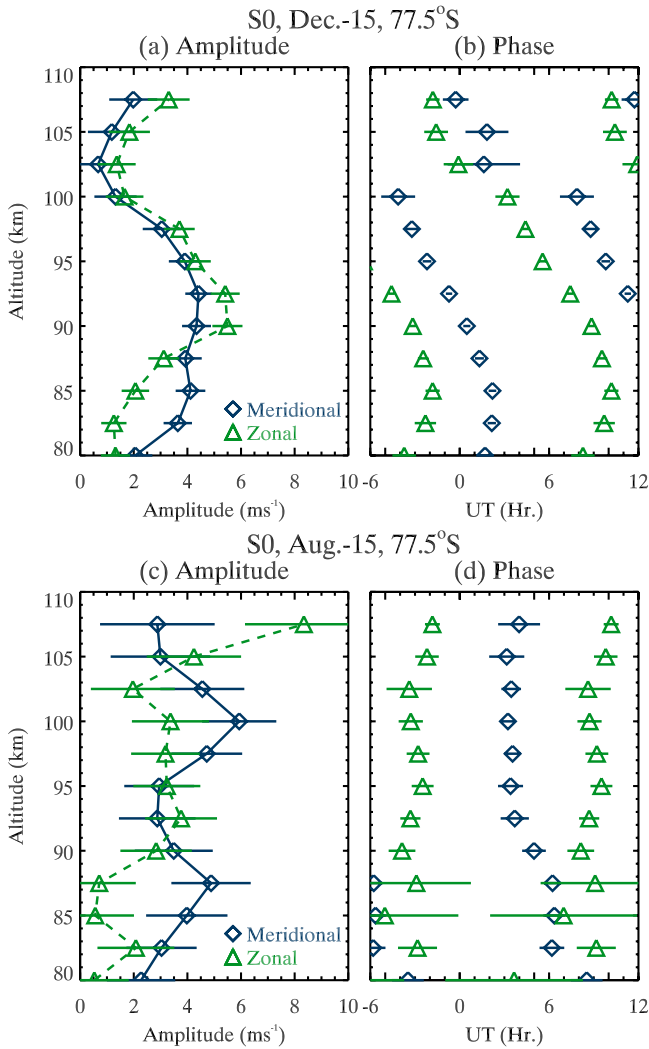 S0, Dec.-15, 77.5°S
(a) Amplitude (b) Phase
110
105
100
95
90
85
80
Altitude (km)
Meridional
Zonal
0 2 4 6 8 10
-6 0 6 12
Amplitude (ms⁻¹) UT (Hr.)
S0, Aug.-15, 77.5°S
(c) Amplitude (d) Phase
110
105
100
95
90
85
80
Altitude (km)
Meridional
Zonal
0 2 4 6 8 10
-6 0 6 12
Amplitude (ms⁻¹) UT (Hr.)